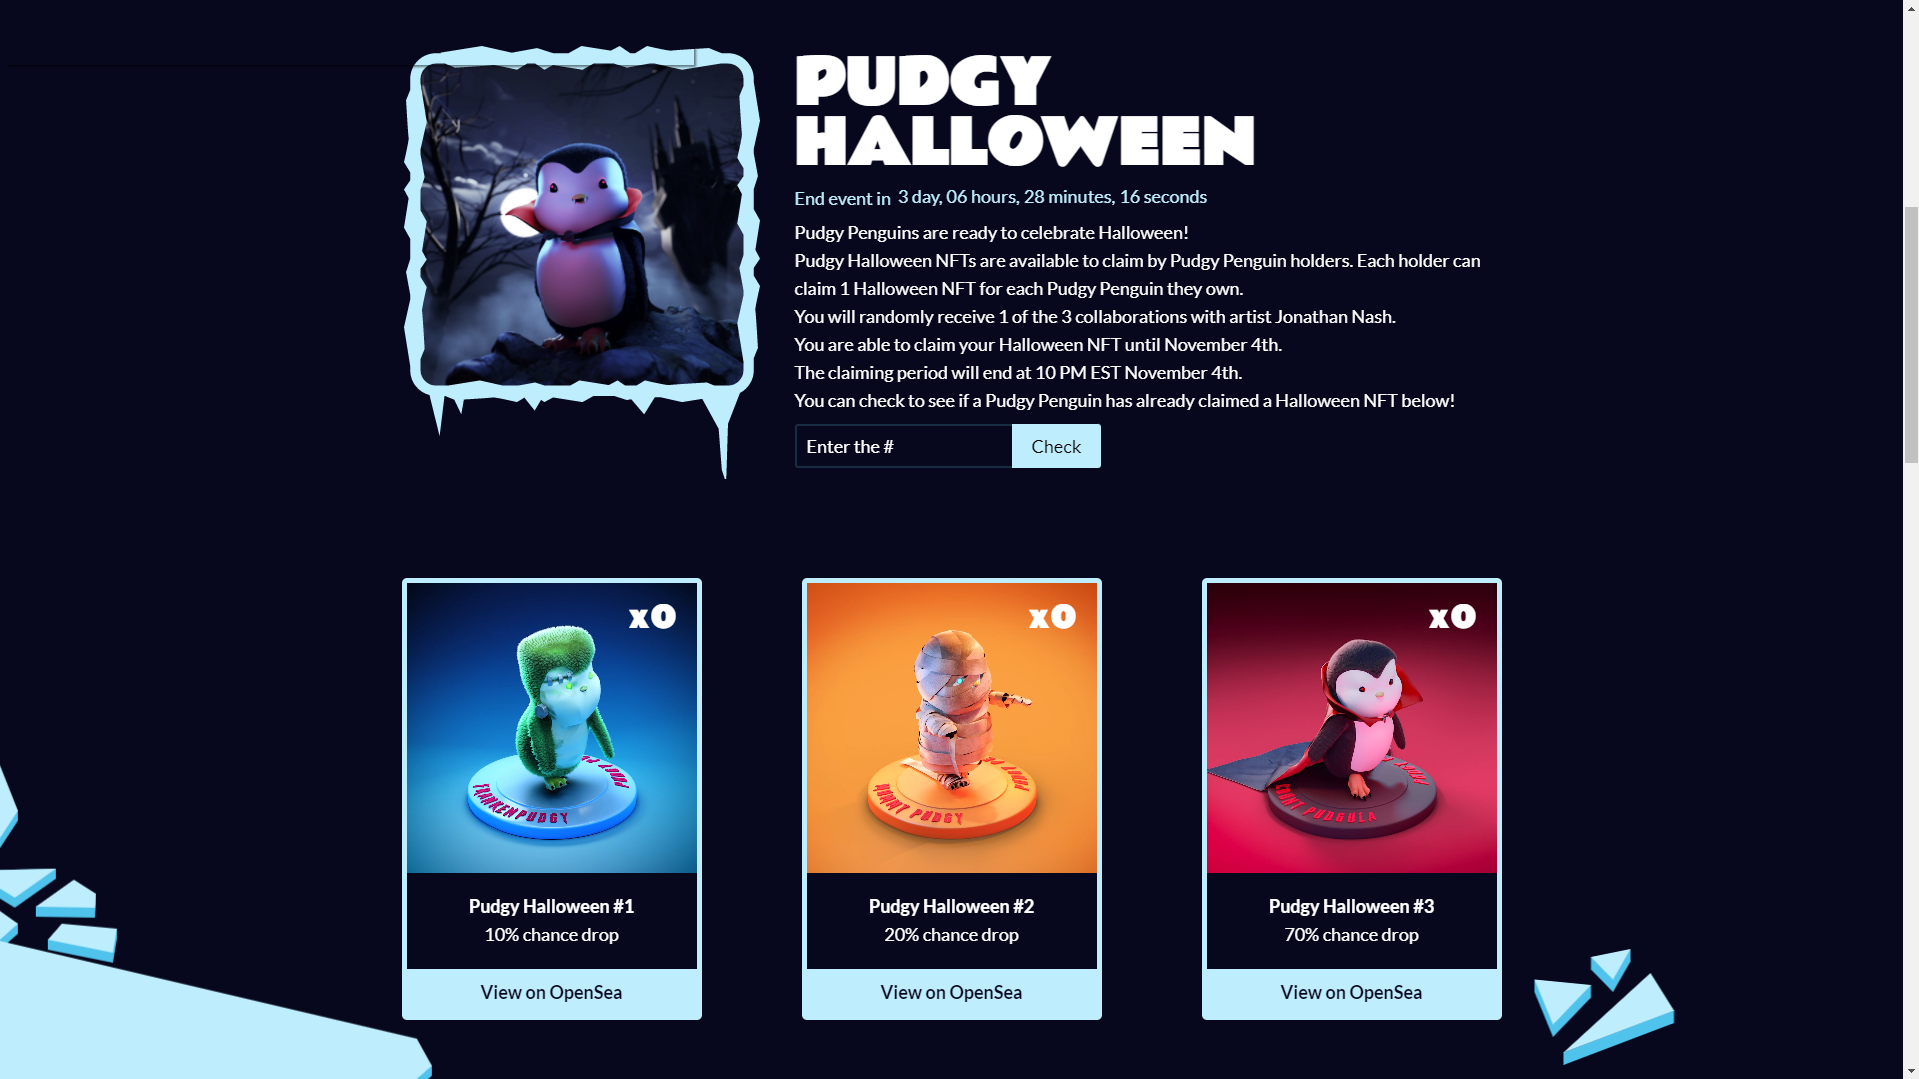 PUDGY
HALLOWEEN
End event in 3 day, 06 hours, 28 minutes, 16 seconds
Pudgy Penguins are ready to celebrate Halloween!
Pudgy Halloween NFTs are available to claim by Pudgy Penguin holders. Each holder can
claim 1 Halloween NFT for each Pudgy Penguin they own.
You will randomly receive 1 of the 3 collaborations with artist Jonathan Nash.
You are able to claim your Halloween NFT until November 4th.
The claiming period will end at 10 PM EST November 4th.
You can check to see if a Pudgy Penguin has already claimed a Halloween NFT below!
Enter the #
Check
x0
FRANKENPUDGY
Pudgy Halloween #1
10% chance drop
View on OpenSea
x0
MUMMY PUDGY
Pudgy Halloween #2
20% chance drop
View on OpenSea
x0
COUNT PUDGULA
Pudgy Halloween #3
70% chance drop
View on OpenSea